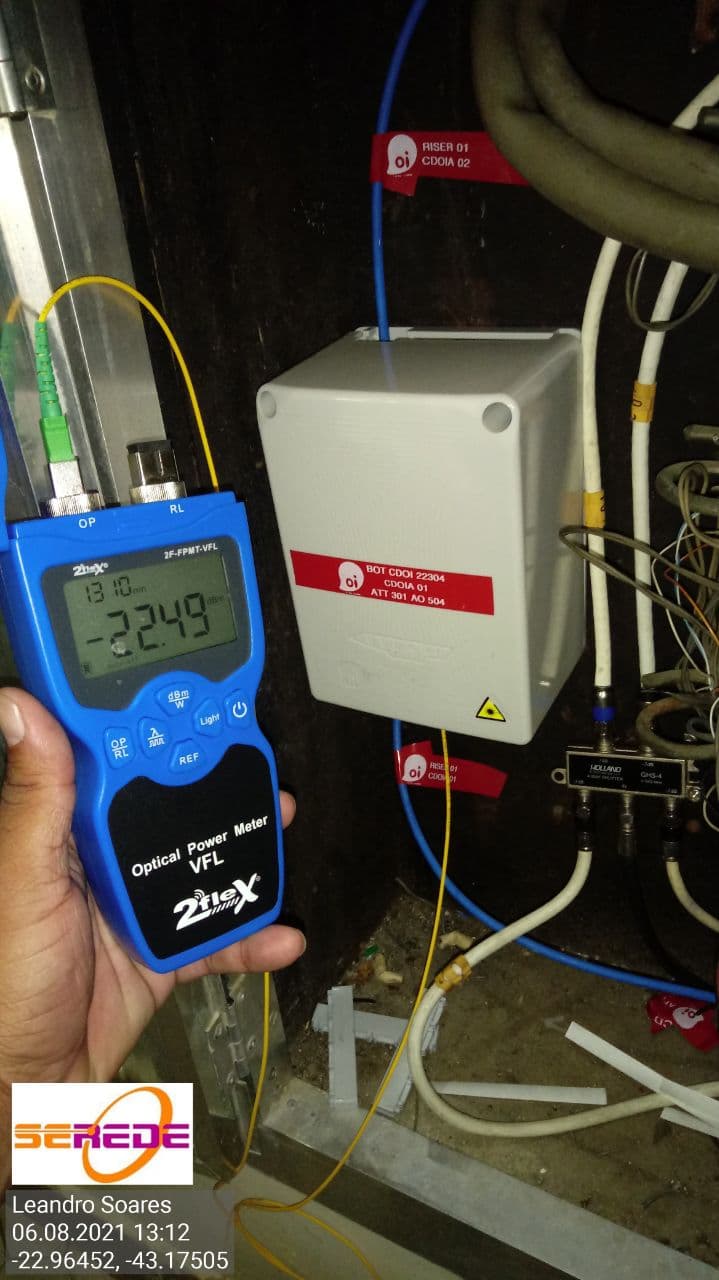 oi
RISER 01
CDOIA 02
OP
RL
2flex
2F-FPMT-VFL
1310nm
-22.49 dBm
dBm
W
OP
RL
λ
Light
REF
Optical Power Meter
VFL
2flex
oi
BOT CDOI 22304
CDOIA 01
ATT 301 AO 504
oi
RISER 01
CDOIA 01
HOLLAND
GHS-4
SEREDE
Leandro Soares
06.08.2021 13:12
-22.96452, -43.17505